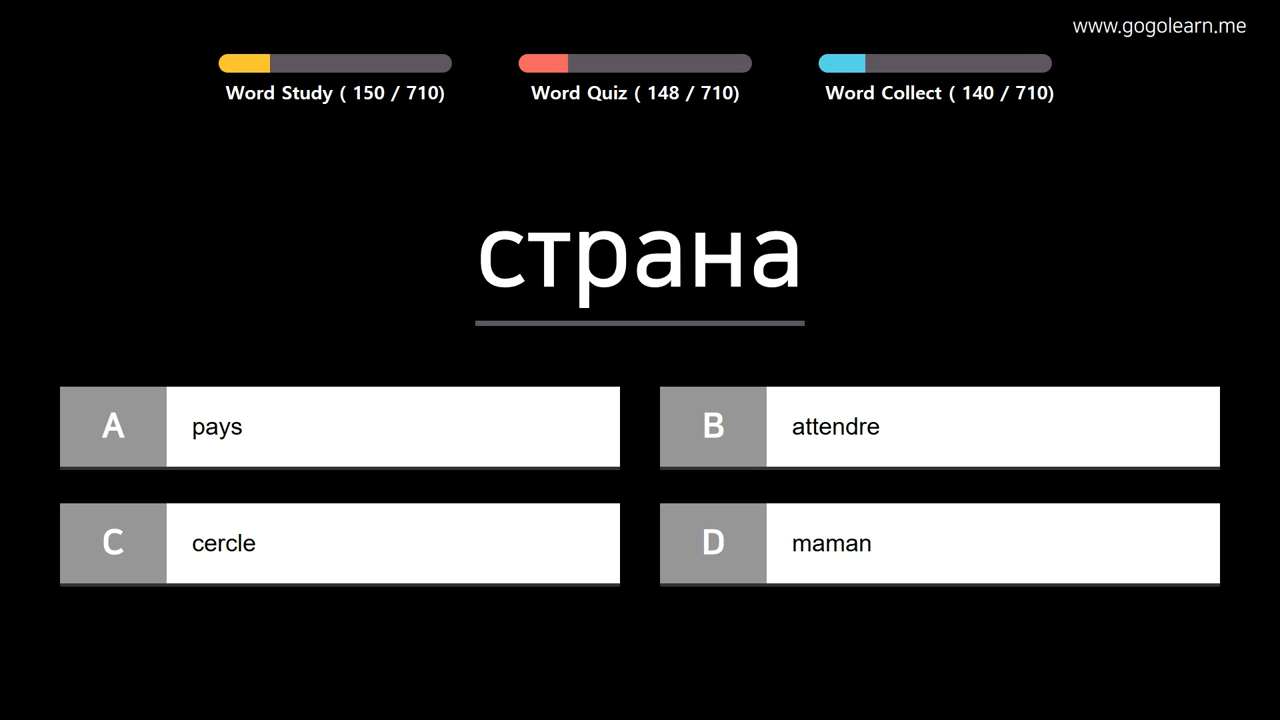 www.gogolearn.me
Word Study ( 150 / 710)
Word Quiz ( 148 / 710)
Word Collect ( 140 / 710)
страна
A pays
B attendre
C cercle
D maman